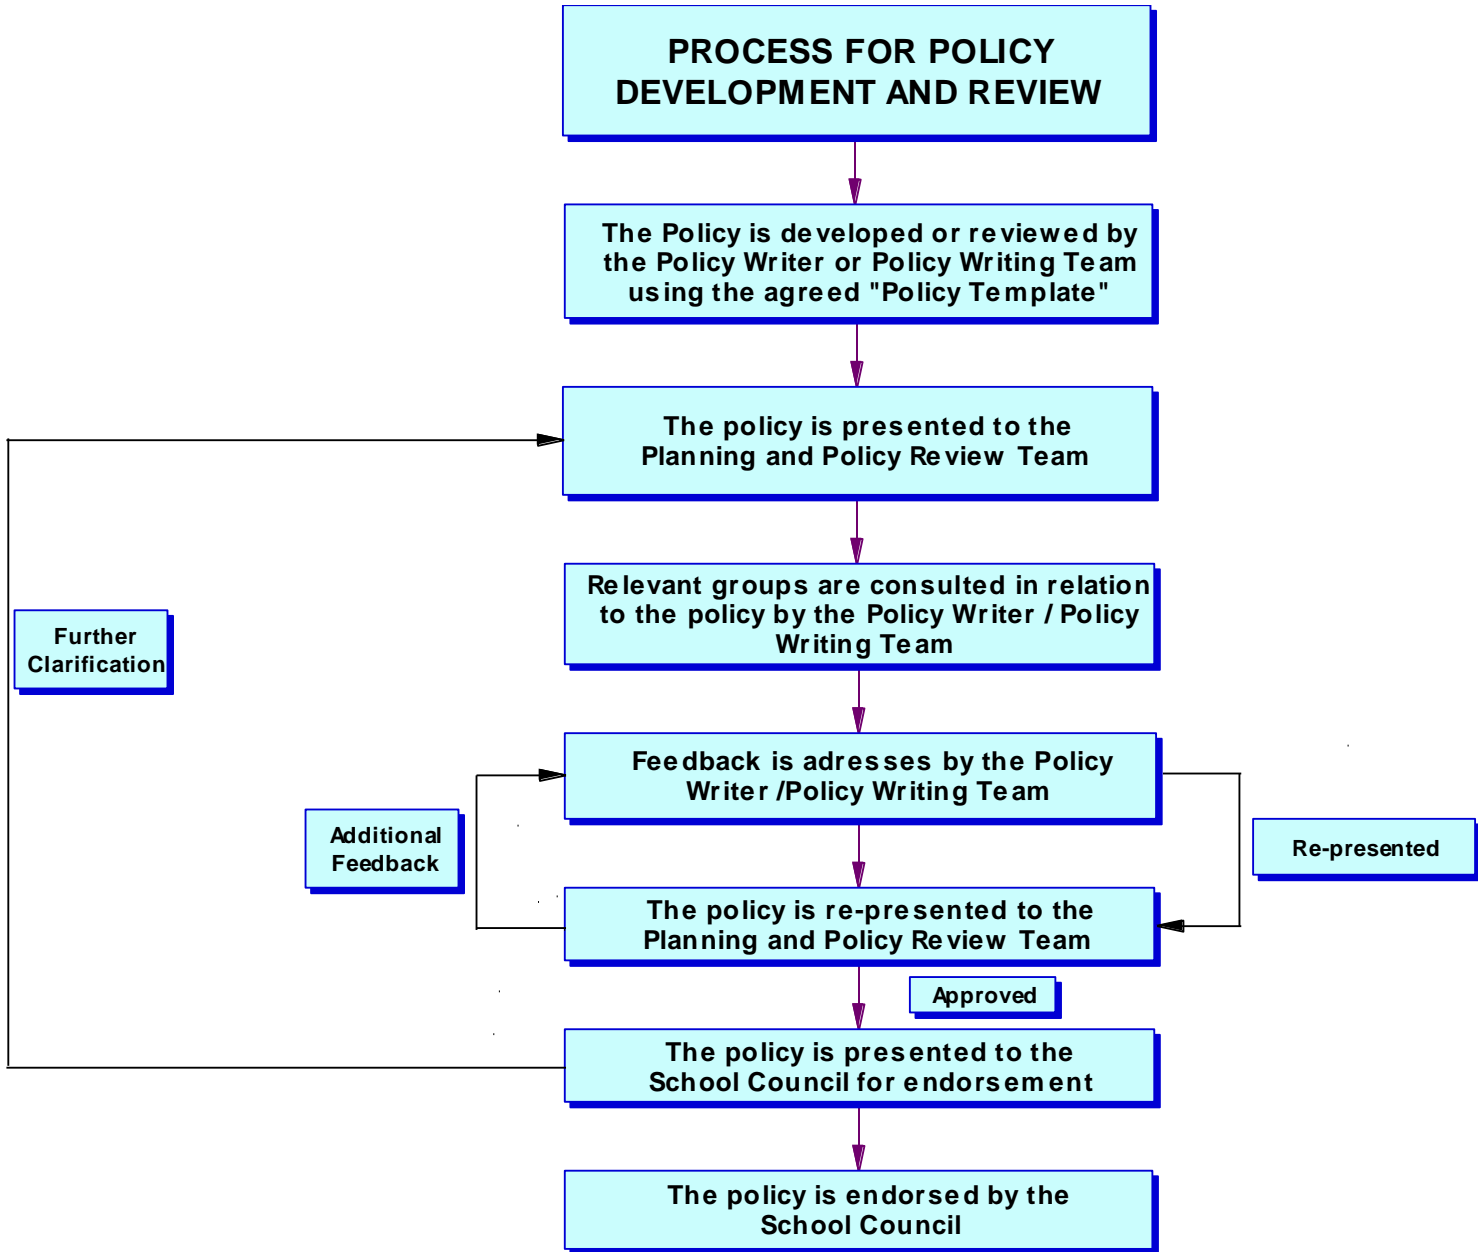 PROCESS FOR POLICY
DEVELOPMENT AND REVIEW
The Policy is developed or reviewed by
the Policy Writer or Policy Writing Team
using the agreed "Policy Template"
The policy is presented to the
Planning and Policy Review Team
Relevant groups are consulted in relation
to the policy by the Policy Writer / Policy
Writing Team
Further
Clarification
Feedback is adresses by the Policy
Writer /Policy Writing Team
Additional
Feedback
Re-presented
The policy is re-presented to the
Planning and Policy Review Team
Approved
The policy is presented to the
School Council for endorsement
The policy is endorsed by the
School Council